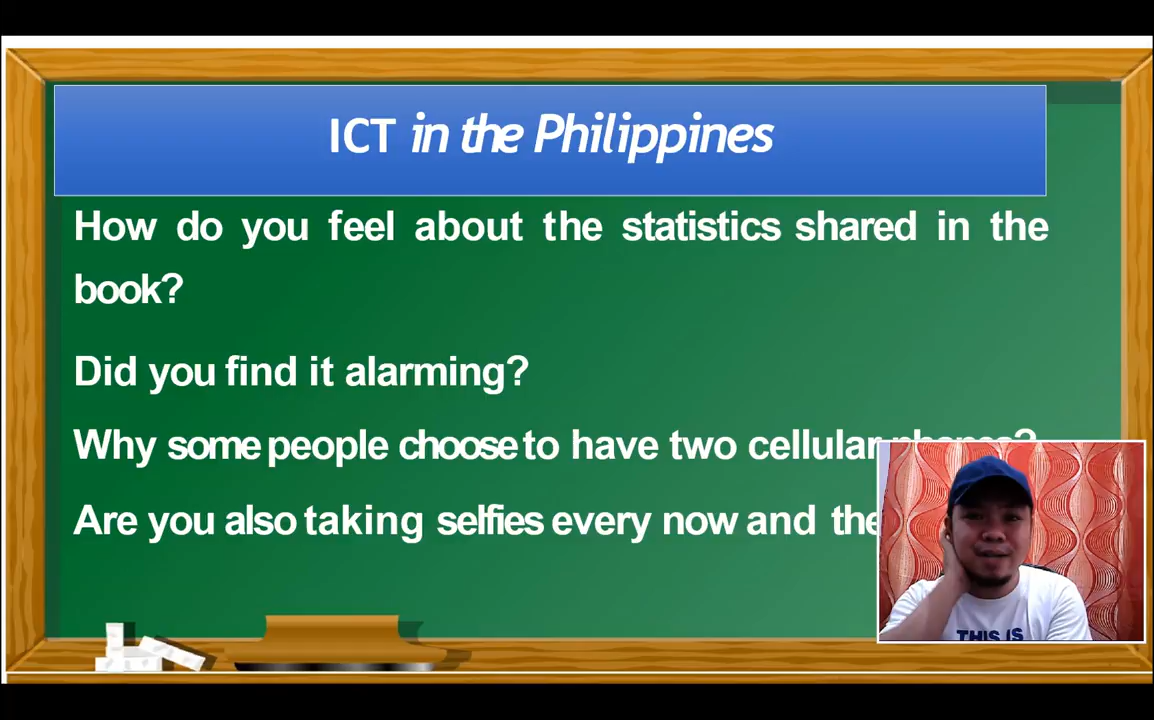 ICT in the Philippines
How do you feel about the statistics shared in the
book?
Did you find it alarming?
Why some people choose to have two cellular phones?
Are you also taking selfies every now and
THIS IS